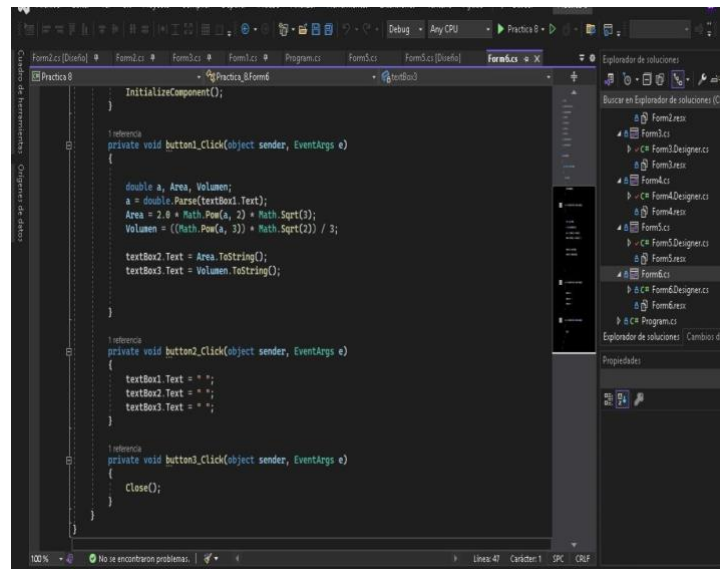 Debug
Any CPU
Practica 8
Form2.cs [Diseño]
Form2.cs
Form3.cs
Form1.cs
Program.cs
Form5.cs
Form5.cs [Diseño]
Form6.cs
Explorador de soluciones
Cuadro de herramientas
Orígenes de datos
Practica 8
Practica_8.Form6
textBox3
Buscar en Explorador de soluciones (C
InitializeComponent();
}
1 referencia
private void button1_Click(object sender, EventArgs e)
{
double a, Area, Volumen;
a = double.Parse(textBox1.Text);
Area = 2.0 * Math.Pow(a, 2) * Math.Sqrt(3);
Volumen = ((Math.Pow(a, 3)) * Math.Sqrt(2)) / 3;
textBox2.Text = Area.ToString();
textBox3.Text = Volumen.ToString();
}
1 referencia
private void button2_Click(object sender, EventArgs e)
{
textBox1.Text = " ";
textBox2.Text = " ";
textBox3.Text = " ";
}
1 referencia
private void button3_Click(object sender, EventArgs e)
{
Close();
}
}
}
Form2.resx
Form3.cs
C# Form3.Designer.cs
Form3.resx
Form4.cs
C# Form4.Designer.cs
Form4.resx
Form5.cs
C# Form5.Designer.cs
Form5.resx
Form6.cs
C# Form6.Designer.cs
Form6.resx
C# Program.cs
Explorador de soluciones
Cambios d
Propiedades
100 %
No se encontraron problemas.
Línea: 47
Carácter: 1
SPC
CRLF